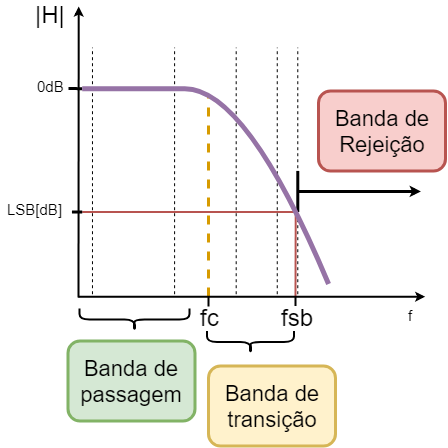 |H|
0dB
Banda de
Rejeição
LSB[dB]
fc
fsb
f
Banda de
passagem
Banda de
transição